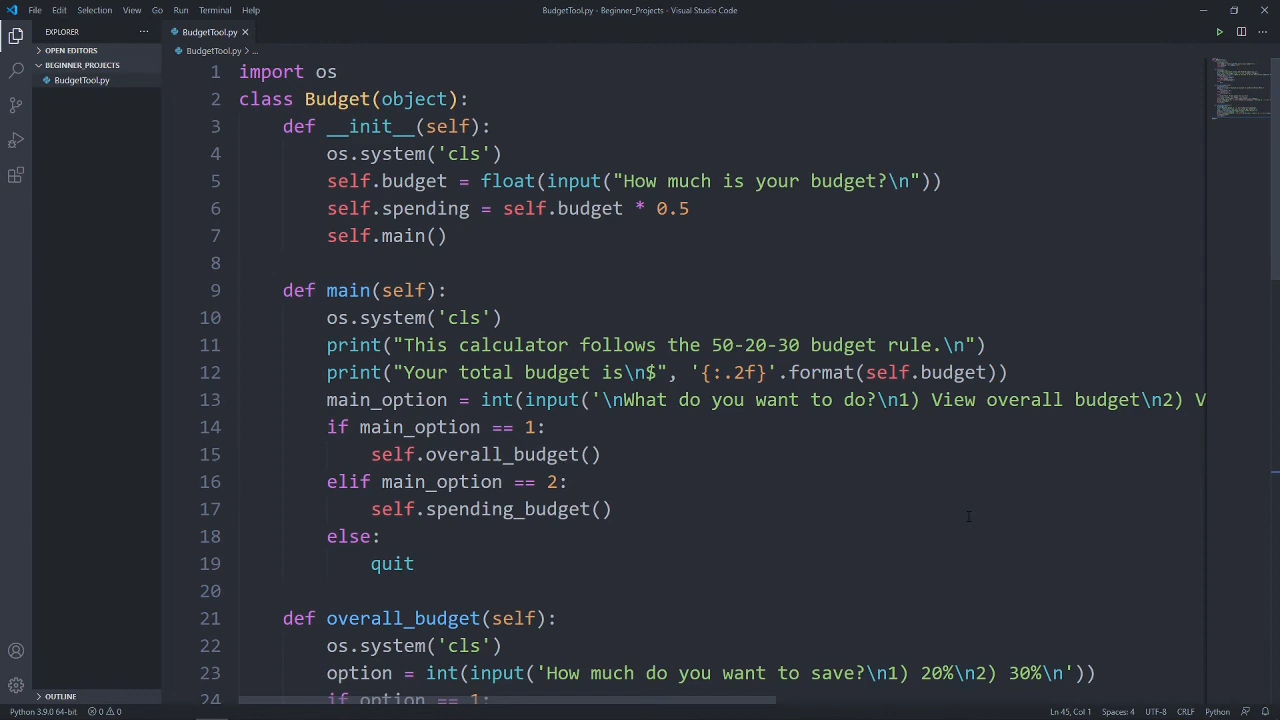 File Edit Selection View Go Run Terminal Help
BudgetTool.py - Beginner_Projects - Visual Studio Code
EXPLORER
OPEN EDITORS
BEGINNER_PROJECTS
BudgetTool.py
BudgetTool.py
BudgetTool.py > ...
1 import os
2 class Budget(object):
3     def __init__(self):
4         os.system('cls')
5         self.budget = float(input("How much is your budget?\n"))
6         self.spending = self.budget * 0.5
7         self.main()
8
9     def main(self):
10         os.system('cls')
11         print("This calculator follows the 50-20-30 budget rule.\n")
12         print("Your total budget is\n$", '{:.2f}'.format(self.budget))
13         main_option = int(input('\nWhat do you want to do?\n1) View overall budget\n2) V
14         if main_option == 1:
15             self.overall_budget()
16         elif main_option == 2:
17             self.spending_budget()
18         else:
19             quit
20
21     def overall_budget(self):
22         os.system('cls')
23         option = int(input('How much do you want to save?\n1) 20%\n2) 30%\n'))
24         if option == 1:
OUTLINE
Python 3.9.0 64-bit 0 0
Ln 45, Col 1 Spaces: 4 UTF-8 CRLF Python